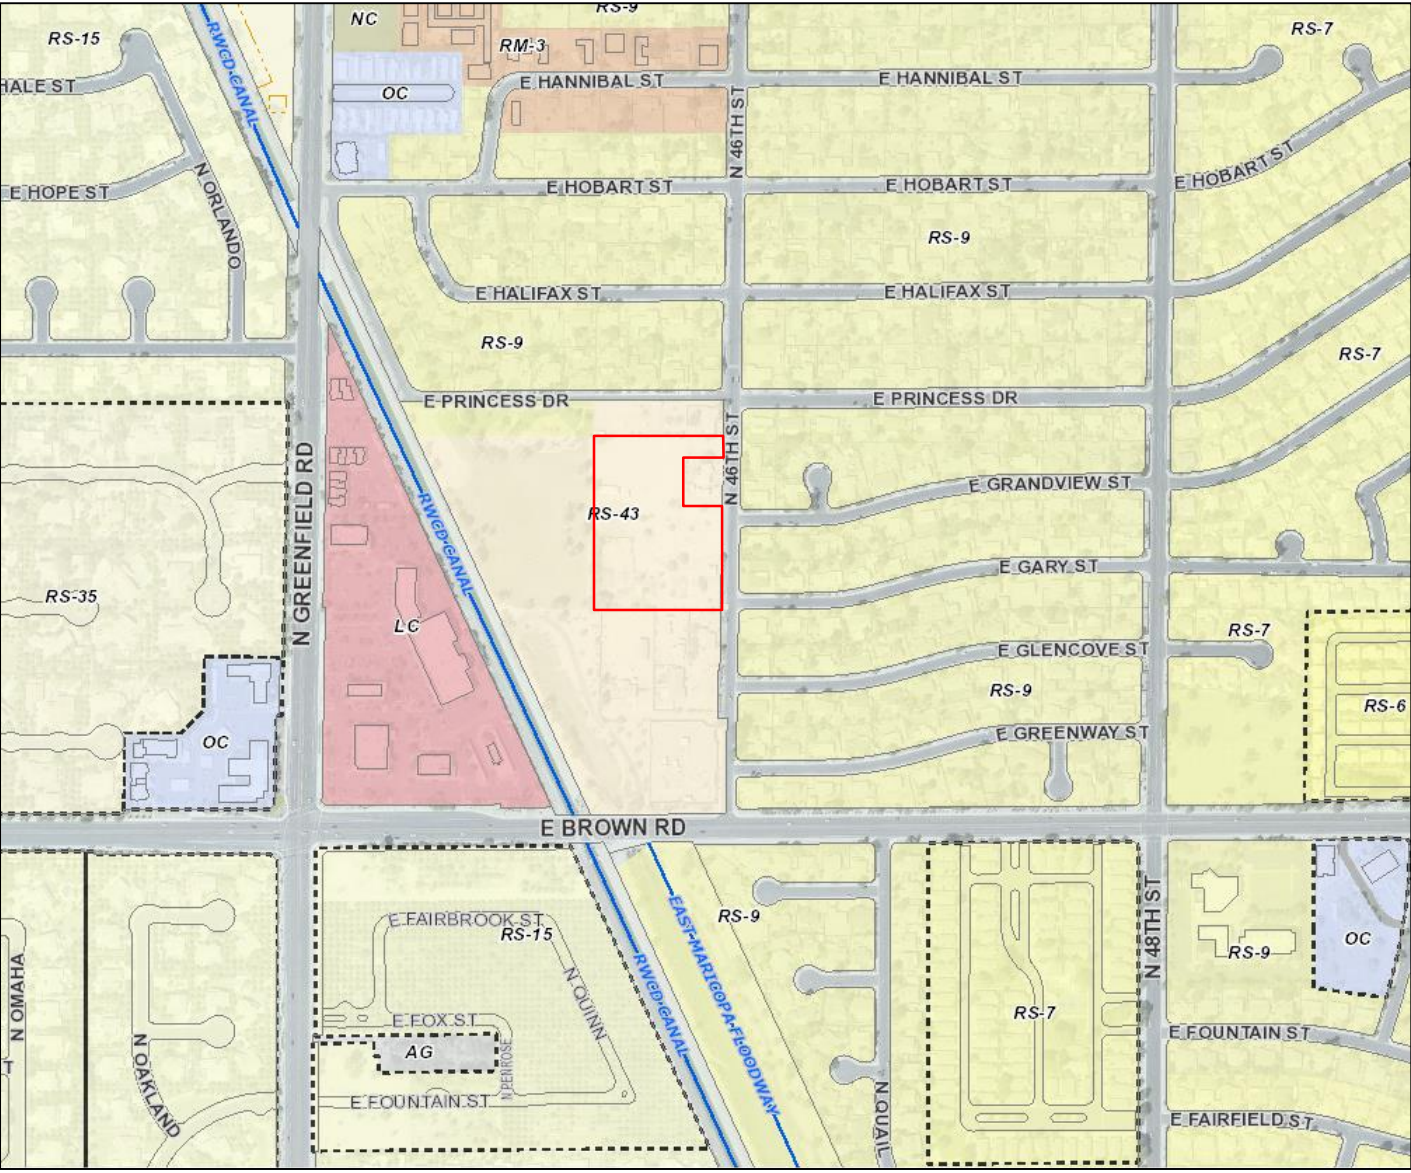 RS-9
NC
RS-15
RM-3
RS-7
RWCD CANAL
E HANNIBAL ST
E HANNIBAL ST
HALE ST
OC
N 46TH ST
E HOBART ST
E HOBART ST
E HOBART ST
E HOPE ST
N ORLANDO
RS-9
E HALIFAX ST
E HALIFAX ST
RS-9
RS-7
E PRINCESS DR
E PRINCESS DR
N 46TH ST
E GRANDVIEW ST
N GREENFIELD RD
RWCD CANAL
RS-43
E GARY ST
RS-35
LC
RS-7
E GLENCOVE ST
RS-9
RS-6
E GREENWAY ST
OC
E BROWN RD
E FAIRBROOK ST
RS-15
RS-9
EAST MARICOPA FLOODWAY
N 48TH ST
OC
RS-9
N OMAHA
N QUINN
RWCD CANAL
RS-7
E FOX ST
E FOUNTAIN ST
AG
N PENROSE
N OAKLAND
T
E FOUNTAIN ST
N QUAIL
E FAIRFIELD ST